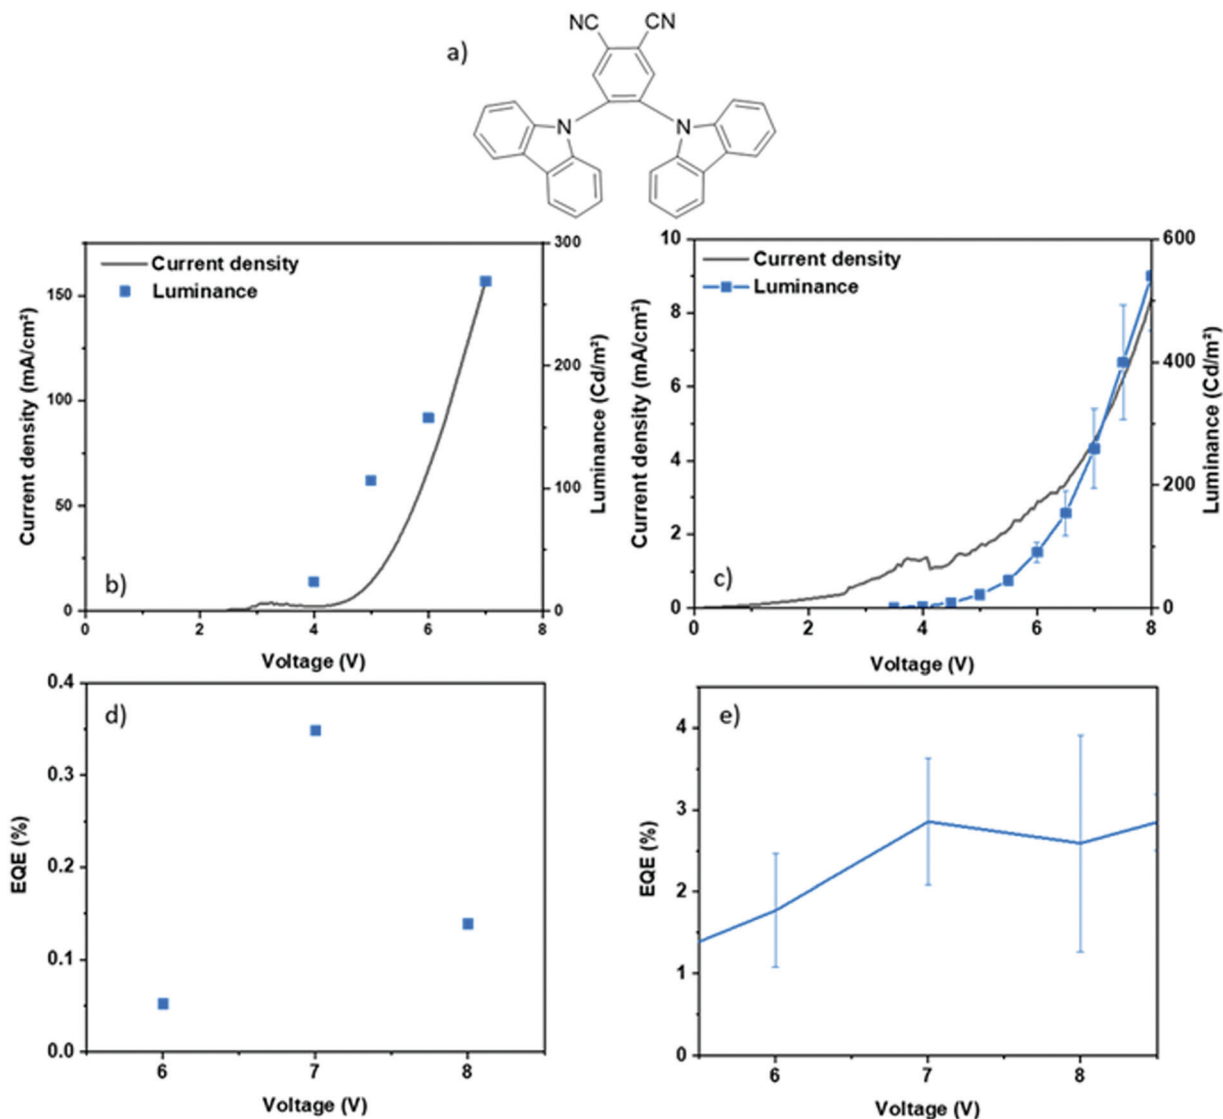 a)
NC
CN
N
N
Current density
Luminance
Current density (mA/cm²)
150
100
50
0
300
200
100
0
Luminance (Cd/m²)
b)
0 2 4 6 8
Voltage (V)
Current density
Luminance
Current density (mA/cm²)
10
8
6
4
2
0
600
400
200
0
Luminance (Cd/m²)
c)
0 2 4 6 8
Voltage (V)
d)
EQE (%)
0.4
0.3
0.2
0.1
0.0
6 7 8
Voltage (V)
e)
EQE (%)
4
3
2
1
0
6 7 8
Voltage (V)